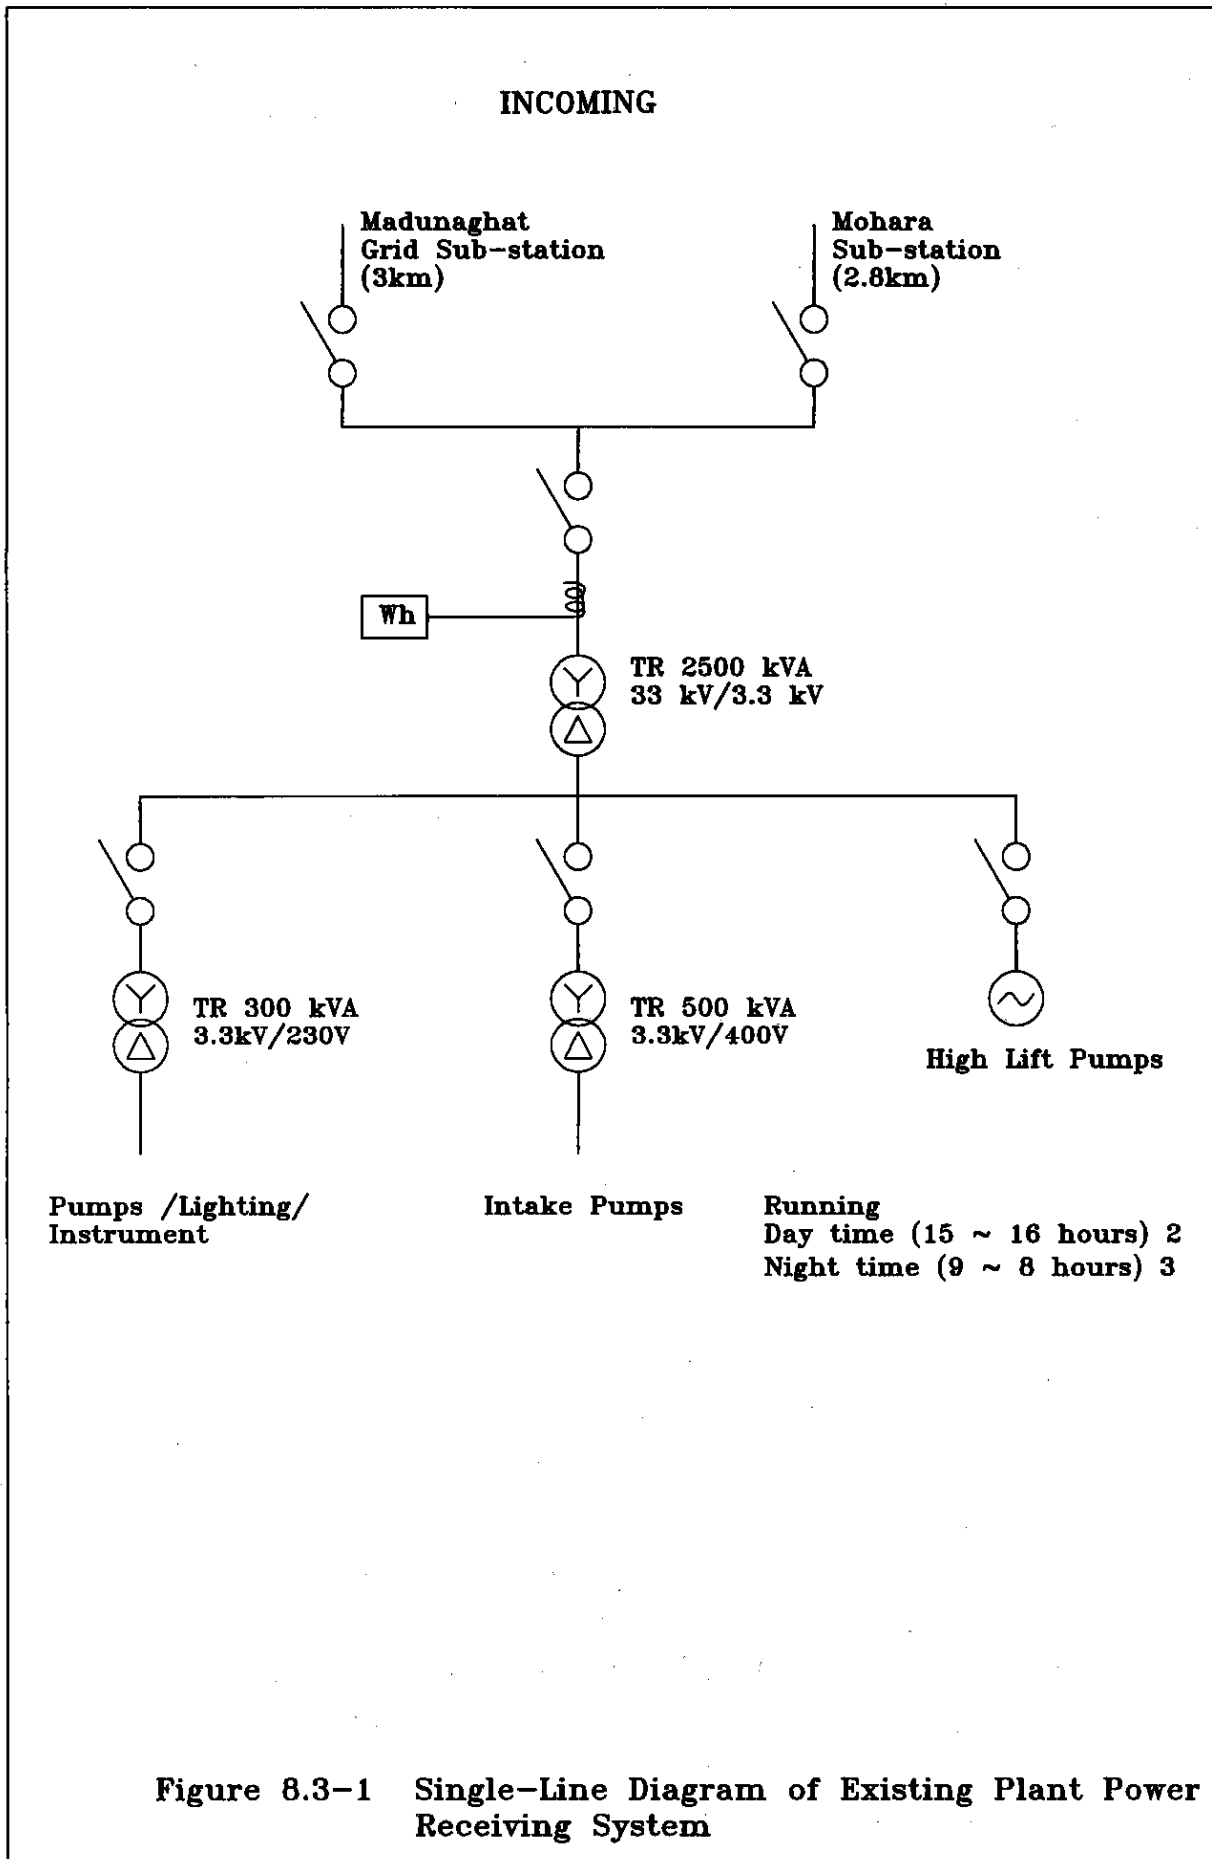 INCOMING
Madunaghat
Grid Sub-station
(3km)
Mohara
Sub-station
(2.8km)
Wh
TR 2500 kVA
33 kV/3.3 kV
TR 300 kVA
3.3kV/230V
TR 500 kVA
3.3kV/400V
High Lift Pumps
Pumps /Lighting/
Instrument
Intake Pumps
Running
Day time (15 ~ 16 hours) 2
Night time (9 ~ 8 hours) 3
Figure 8.3-1 Single-Line Diagram of Existing Plant Power
Receiving System